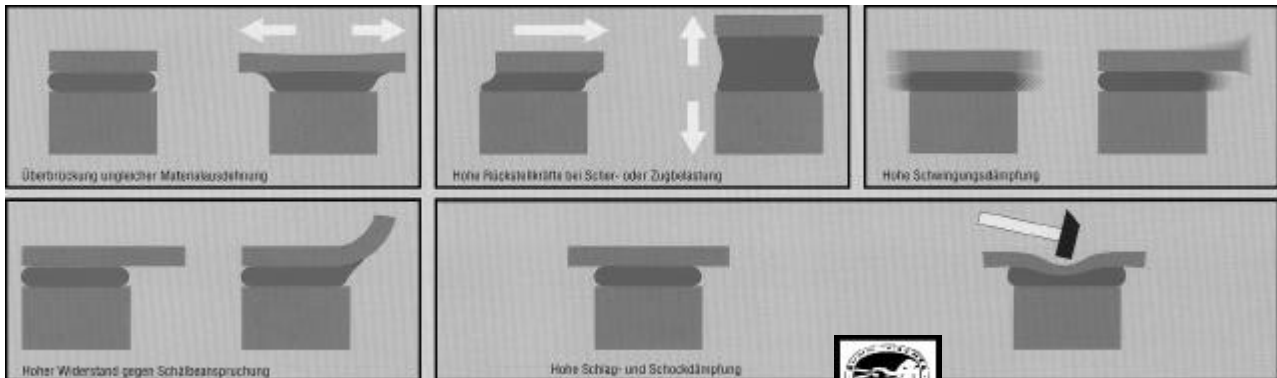 Überbrückung ungleicher Materialausdehnung
Hohe Rückstellkräfte bei Scher- oder Zugbelastung
Hohe Schwingungsdämpfung
Hoher Widerstand gegen Schälbeanspruchung
Hohe Schlag- und Schockdämpfung